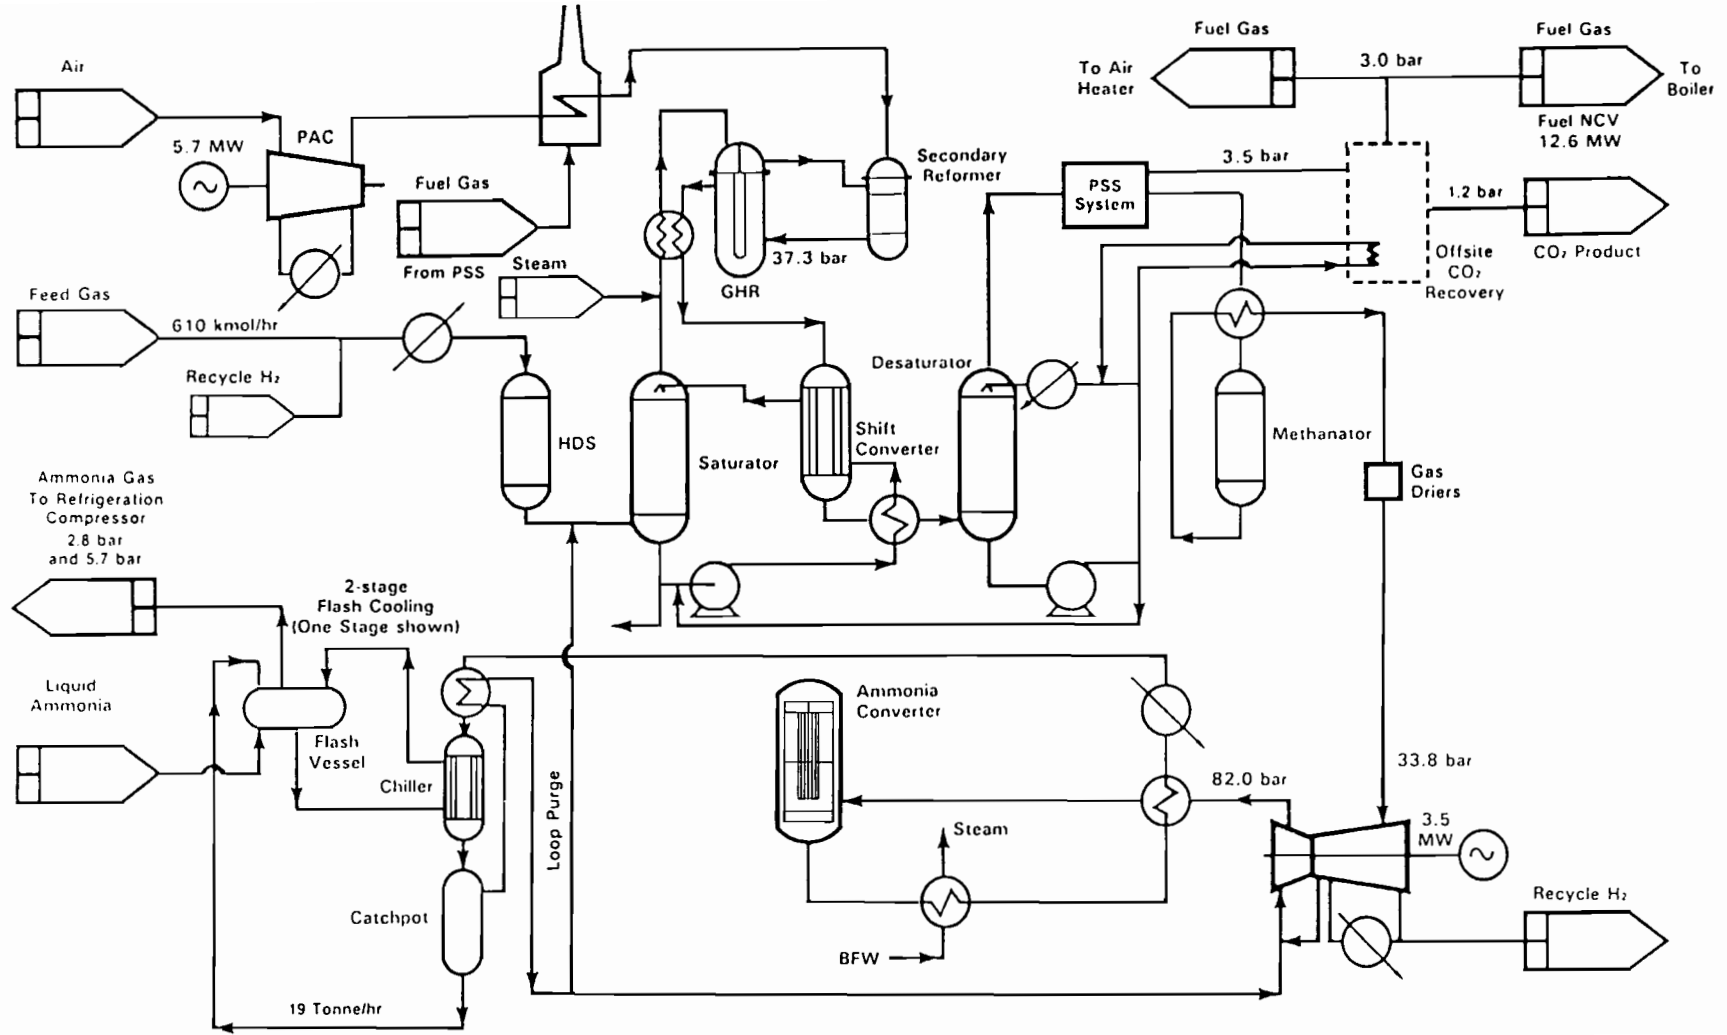 Air
PAC
5.7 MW
Fuel Gas
From PSS
Feed Gas
610 kmol/hr
Recycle H₂
Steam
HDS
Saturator
GHR
37.3 bar
Secondary
Reformer
Shift
Converter
Desaturator
PSS
System
3.5 bar
Fuel Gas
To Air
Heater
3.0 bar
Fuel Gas
To
Boiler
Fuel NCV
12.6 MW
1.2 bar
CO₂ Product
Offsite
CO₂
Recovery
Methanator
Gas
Driers
Ammonia Gas
To Refrigeration
Compressor
2.8 bar
and 5.7 bar
2-stage
Flash Cooling
(One Stage shown)
Liquid
Ammonia
Flash
Vessel
Chiller
Catchpot
19 Tonne/hr
Loop Purge
Ammonia
Converter
Steam
BFW
82.0 bar
33.8 bar
3.5
MW
Recycle H₂